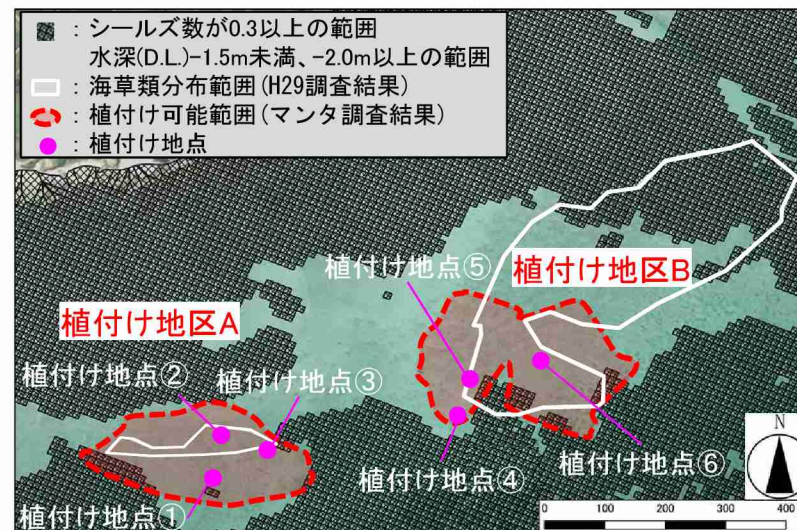 ：シールズ数が0.3以上の範囲
水深(D.L.)-1.5m未満、-2.0m以上の範囲
：海草類分布範囲(H29調査結果)
：植付け可能範囲(マンタ調査結果)
：植付け地点
植付け地点⑤
植付け地区B
植付け地区A
植付け地点②
植付け地点③
植付け地点⑥
植付け地点④
植付け地点①
N
0 100 200 300 400